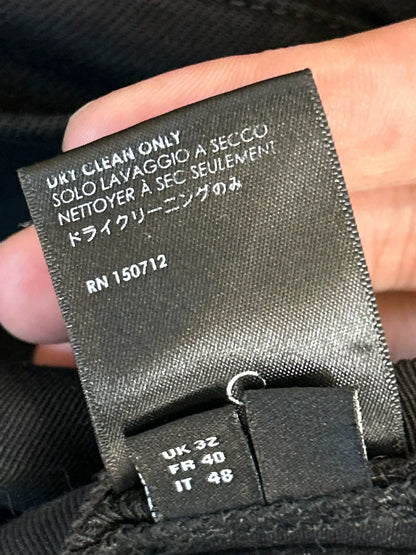 DRY CLEAN ONLY
SOLO LAVAGGIO A SECCO
NETTOYER À SEC SEULEMENT
ドライクリーニングのみ
RN 150712
UK 32
FR 40
IT 48